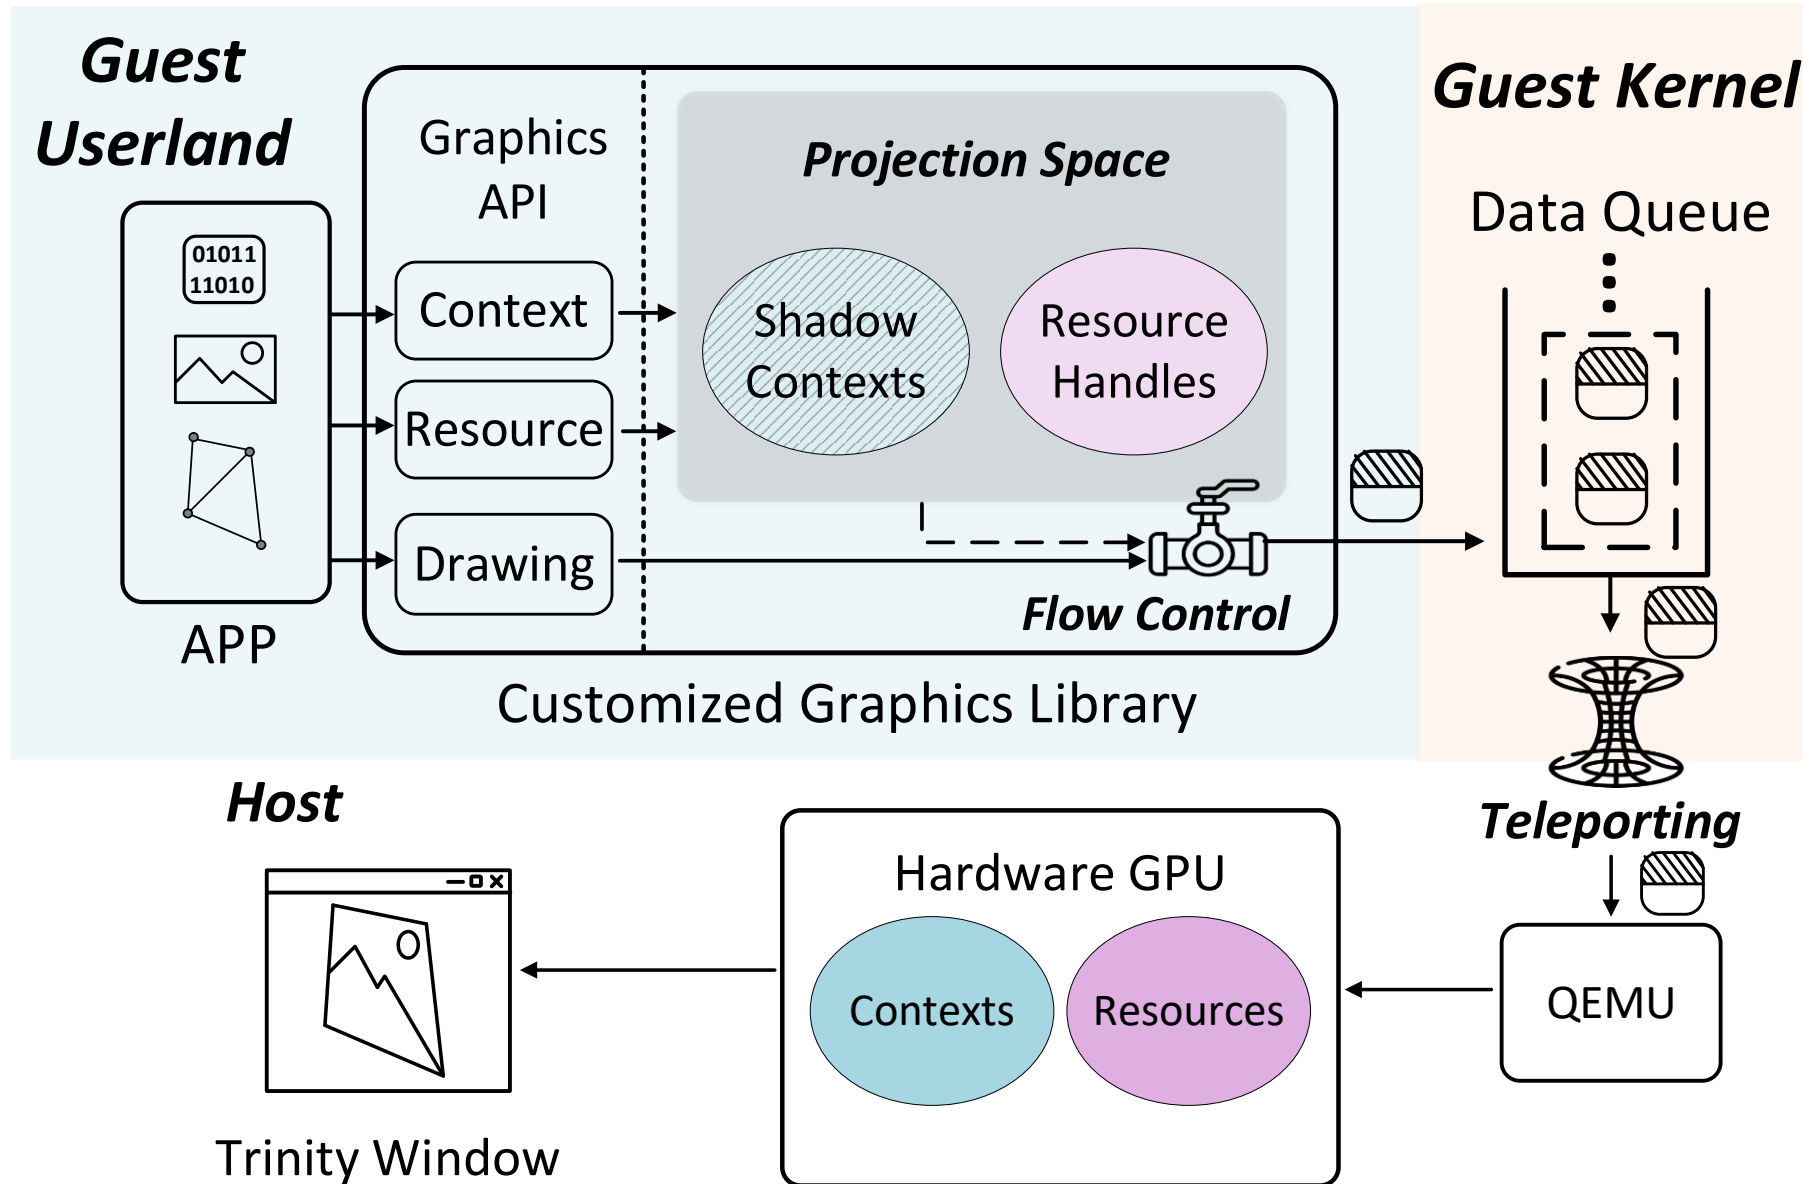 Guest
Userland
Guest Kernel
Graphics
API
Projection Space
Data Queue
01011
11010
Context
Shadow
Contexts
Resource
Handles
Resource
Drawing
Flow Control
APP
Customized Graphics Library
Host
Teleporting
Hardware GPU
Contexts
Resources
QEMU
Trinity Window